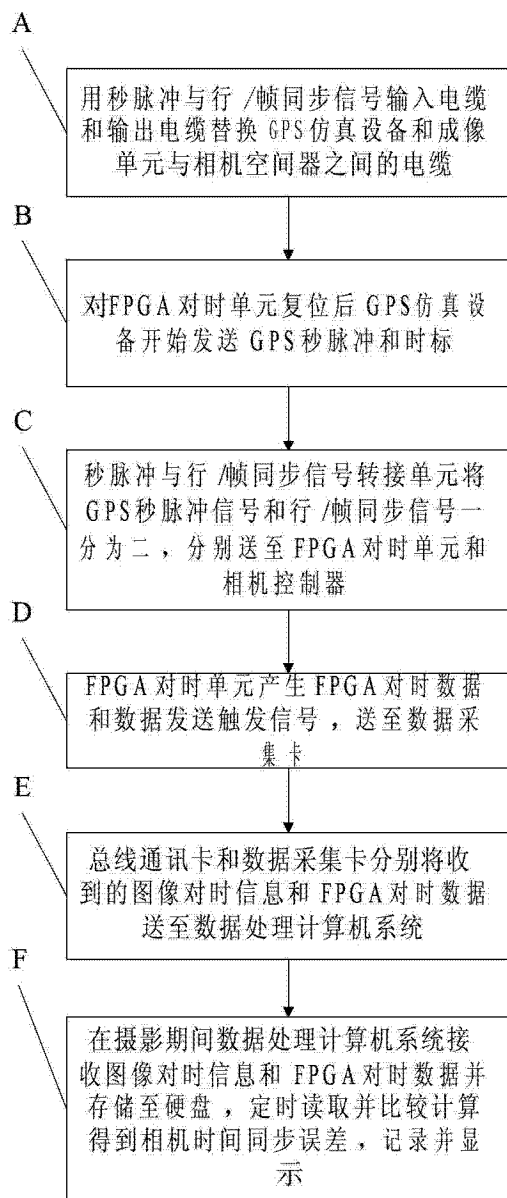 A
用秒脉冲与行/帧同步信号输入电缆
和输出电缆替换GPS仿真设备和成像
单元与相机空间器之间的电缆
B
对FPGA对时单元复位后GPS仿真设
备开始发送GPS秒脉冲和时标
C
秒脉冲与行/帧同步信号转接单元将
GPS秒脉冲信号和行/帧同步信号一
分为二，分别送至FPGA对时单元和
相机控制器
D
FPGA对时单元产生FPGA对时数据
和数据发送触发信号，送至数据采
集卡
E
总线通讯卡和数据采集卡分别将收
到的图像对时信息和FPGA对时数据
送至数据处理计算机系统
F
在摄影期间数据处理计算机系统接
收图像对时信息和FPGA对时数据并
存储至硬盘，定时读取并比较计算
得到相机时间同步误差，记录并显
示